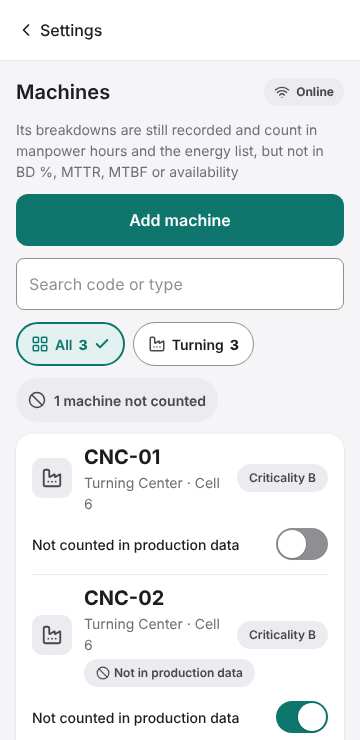 Settings
Machines
Online
Its breakdowns are still recorded and count in
manpower hours and the energy list, but not in
BD %, MTTR, MTBF or availability
Add machine
Search code or type
All 3
Turning 3
1 machine not counted
CNC-01
Turning Center · Cell
6
Criticality B
Not counted in production data
CNC-02
Turning Center · Cell
6
Criticality B
Not in production data
Not counted in production data